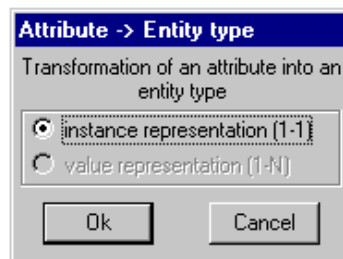 Attribute -> Entity type
Transformation of an attribute into an
entity type
instance representation (1-1)
value representation (1-N)
Ok
Cancel